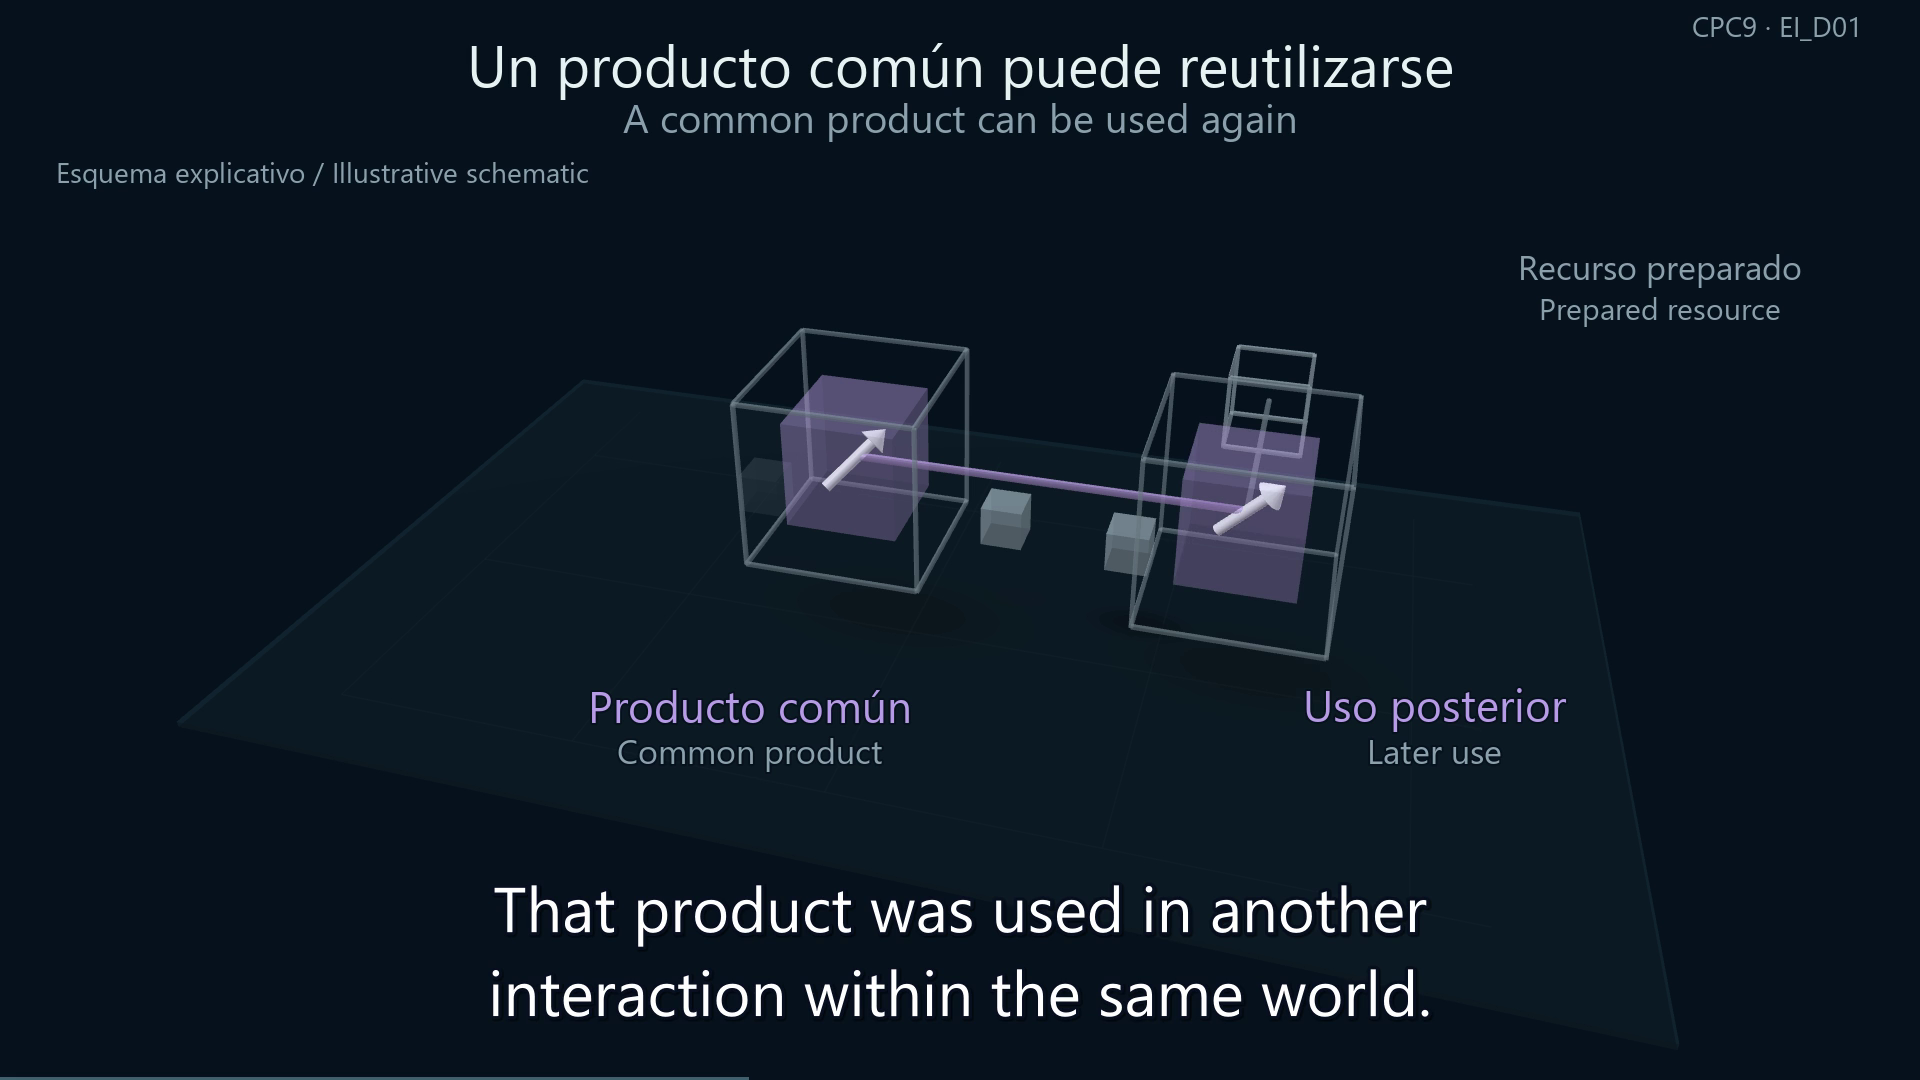 CPC9 · EI_D01
Un producto común puede reutilizarse
A common product can be used again
Esquema explicativo / Illustrative schematic
Recurso preparado
Prepared resource
Producto común
Common product
Uso posterior
Later use
That product was used in another
interaction within the same world.